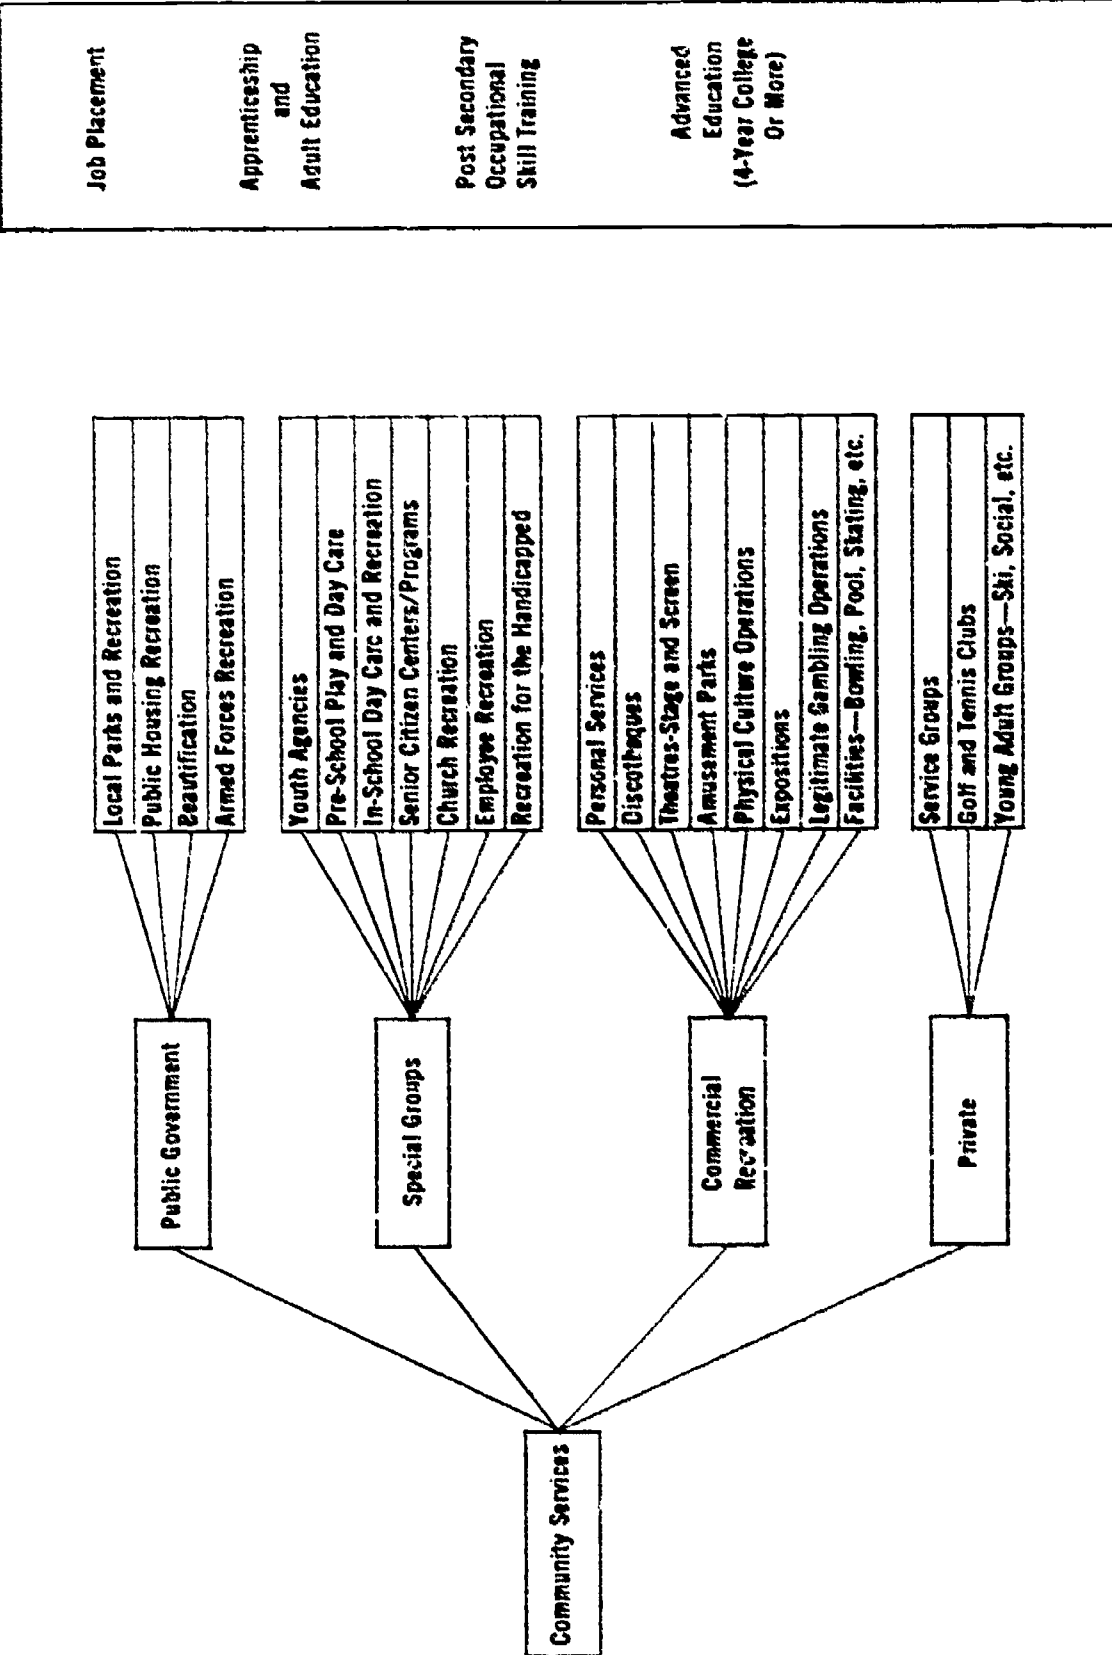 Community Services
Public Government
Local Parks and Recreation
Public Housing Recreation
Beautification
Armed Forces Recreation
Special Groups
Youth Agencies
Pre-School Play and Day Care
In-School Day Care and Recreation
Senior Citizen Centers/Programs
Church Recreation
Employee Recreation
Recreation for the Handicapped
Commercial
Recreation
Personal Services
Discotheques
Theatres-Stage and Screen
Amusement Parks
Physical Culture Operations
Expositions
Legitimate Gambling Operations
Facilities—Bowling, Pool, Skating, etc.
Private
Service Groups
Golf and Tennis Clubs
Young Adult Groups—Ski, Social, etc.
Job Placement
Apprenticeship
and
Adult Education
Post Secondary
Occupational
Skill Training
Advanced
Education
(4-Year College
Or More)